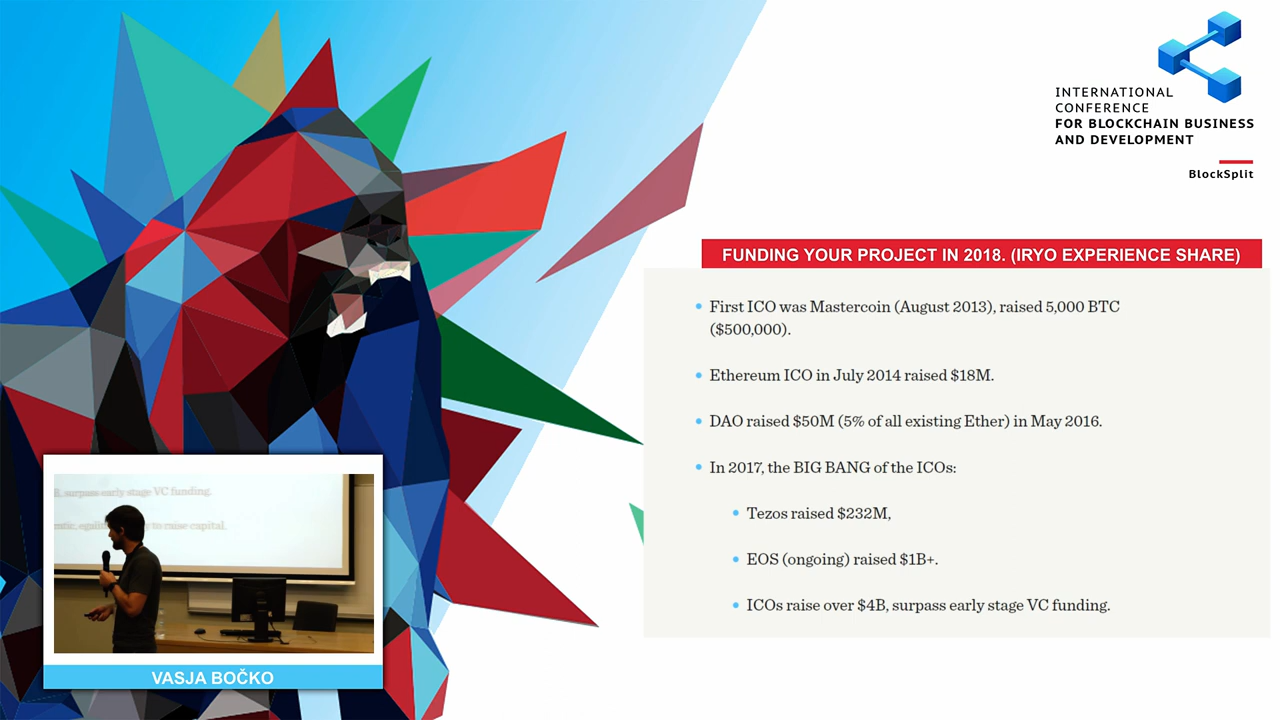 INTERNATIONAL
CONFERENCE
FOR BLOCKCHAIN BUSINESS
AND DEVELOPMENT
BlockSplit
FUNDING YOUR PROJECT IN 2018. (IRYO EXPERIENCE SHARE)
• First ICO was Mastercoin (August 2013), raised 5,000 BTC
($500,000).
• Ethereum ICO in July 2014 raised $18M.
• DAO raised $50M (5% of all existing Ether) in May 2016.
• In 2017, the BIG BANG of the ICOs:
• Tezos raised $232M,
• EOS (ongoing) raised $1B+.
• ICOs raise over $4B, surpass early stage VC funding.
surpass early stage VC funding.
to raise capital.
VASJA BOČKO